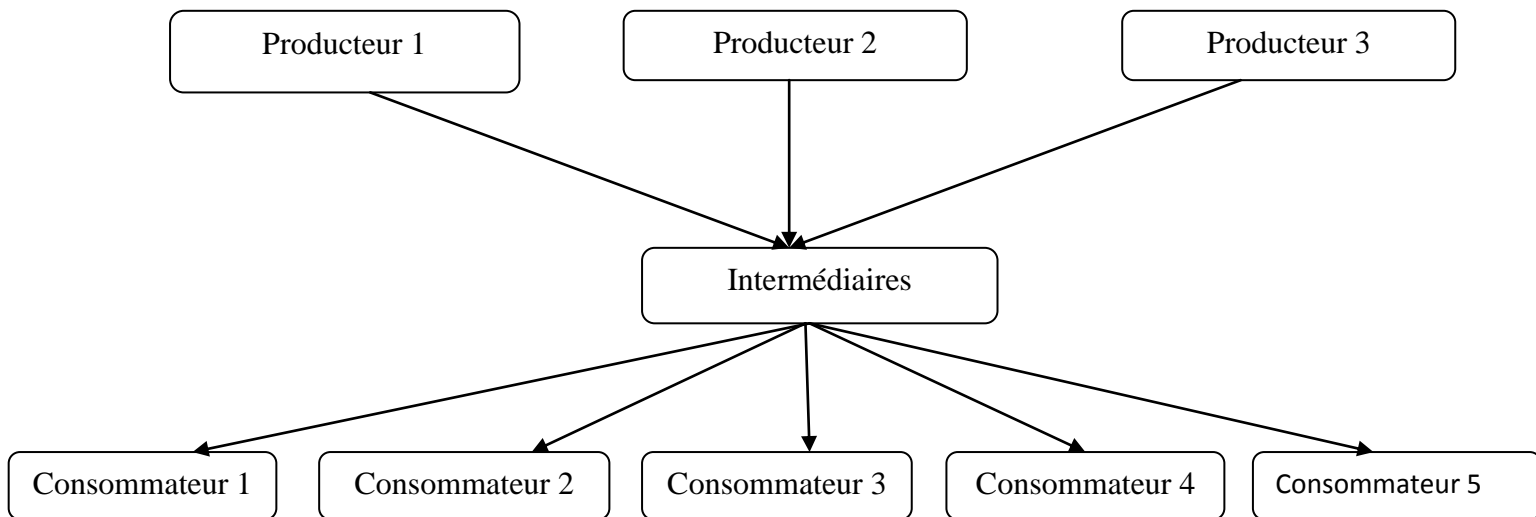 Producteur 1
Producteur 2
Producteur 3
Intermédiaires
Consommateur 1
Consommateur 2
Consommateur 3
Consommateur 4
Consommateur 5